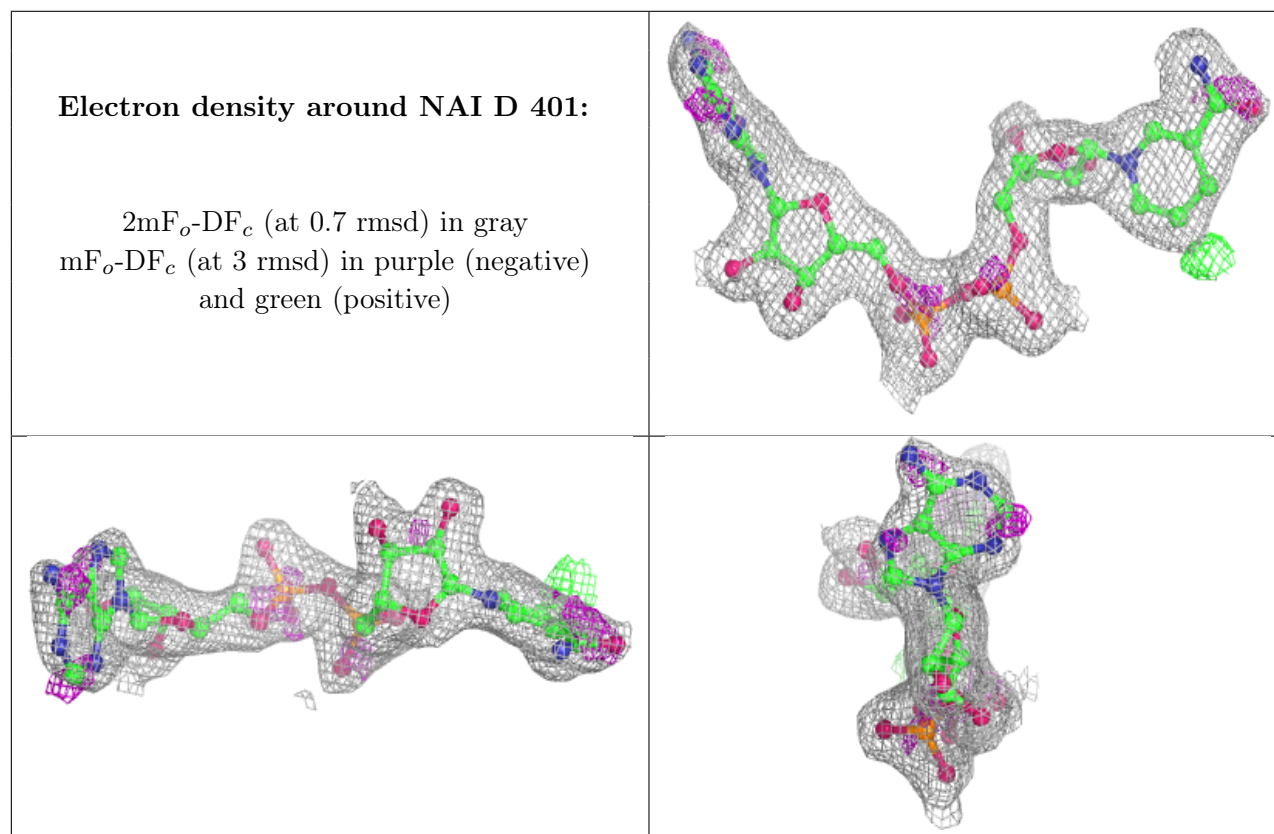 Electron density around NAI D 401:
2mFₒ-DF𝒸 (at 0.7 rmsd) in gray
mFₒ-DF𝒸 (at 3 rmsd) in purple (negative)
and green (positive)